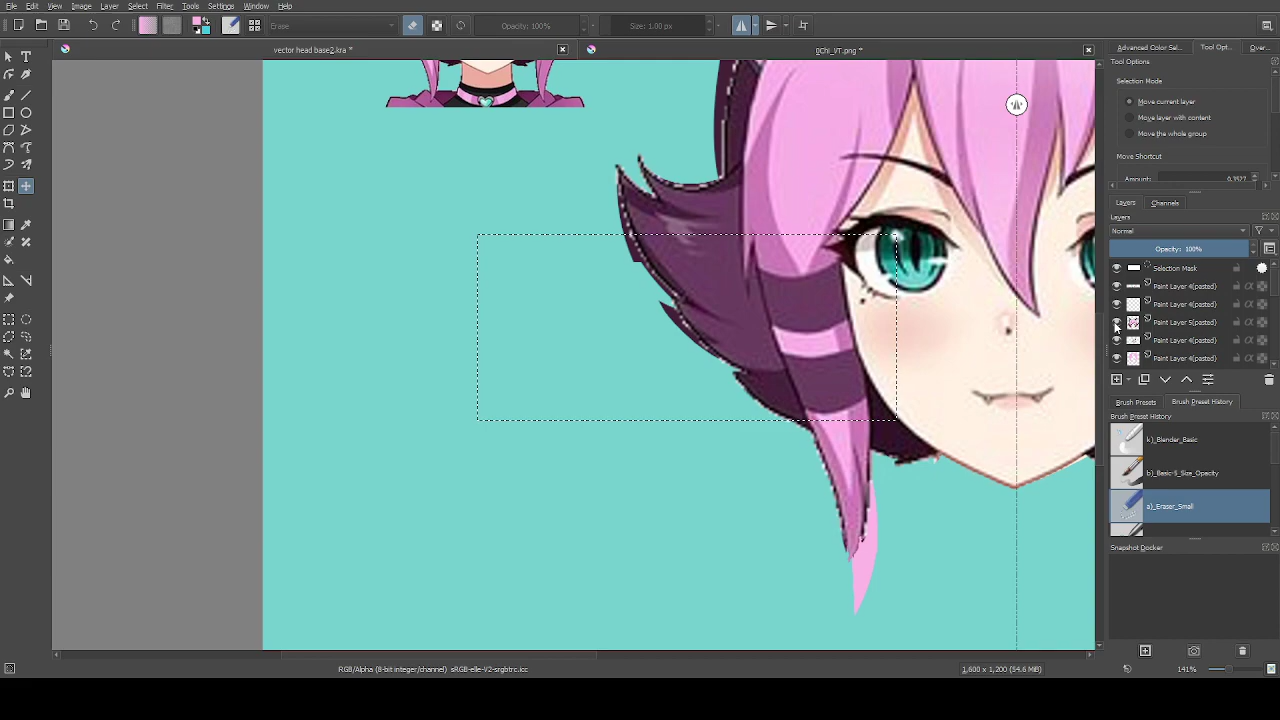 File Edit View Image Layer Select Filter Tools Settings Window Help
Erase Opacity: 100% Size: 1.00 px
vector head base2.kra * 0Chi_VT.png *
Advanced Color Sel... Tool Opt... Over...
Tool Options
Selection Mode
Move current layer
Move layer with content
Move the whole group
Move Shortcut
Amount: 0.3527
Layers Channels
Layers
Normal
Opacity: 100%
Selection Mask
Paint Layer 4(pasted)
Paint Layer 4(pasted)
Paint Layer 5(pasted)
Paint Layer 4(pasted)
Paint Layer 4(pasted)
Brush Presets Brush Preset History
Brush Preset History
k)_Blender_Basic
b)_Basic-5_Size_Opacity
a)_Eraser_Small
Snapshot Docker
RGB/Alpha (8-bit integer/channel) sRGB-elle-V2-srgbtrc.icc 1,600 x 1,200 (54.6 MiB) 141%